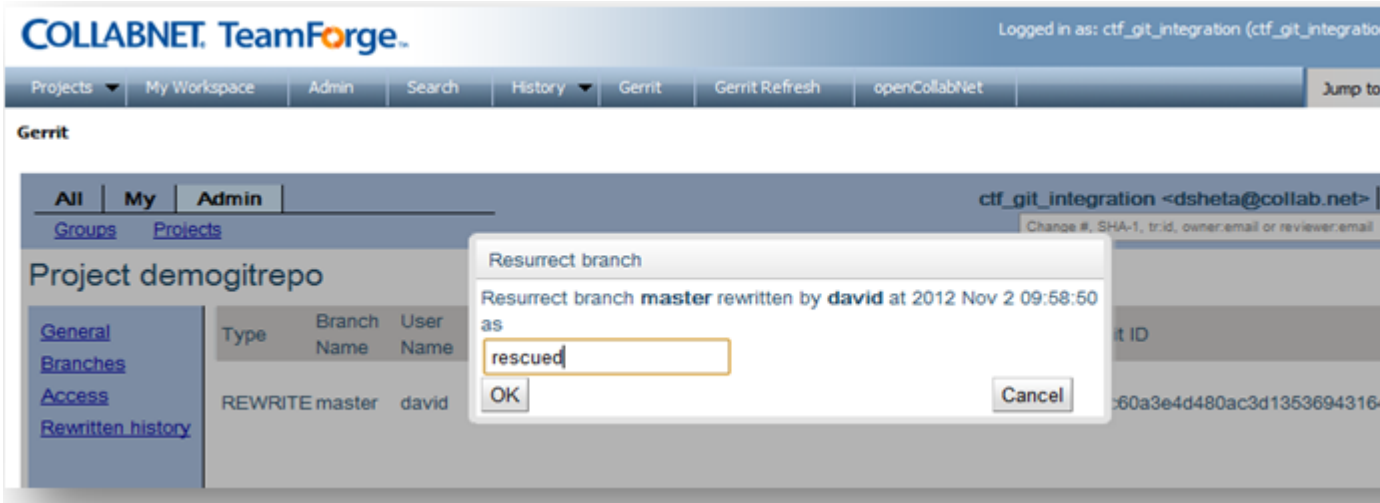 COLLABNET. TeamForge
Logged in as: ctf_git_integration (ctf_git_integratio
Projects My Workspace Admin Search History Gerrit Gerrit Refresh openCollabNet Jump to
Gerrit
All My Admin
ctf_git_integration <dsheta@collab.net>
Groups Projects
Change #, SHA-1, tr:id, owner:email or reviewer:email
Project demogitrepo
Resurrect branch
Resurrect branch master rewritten by david at 2012 Nov 2 09:58:50
as
rescued
OK Cancel
General
Branches
Access
Rewritten history
Type Branch Name User Name it ID
REWRITE master david 60a3e4d480ac3d1353694316